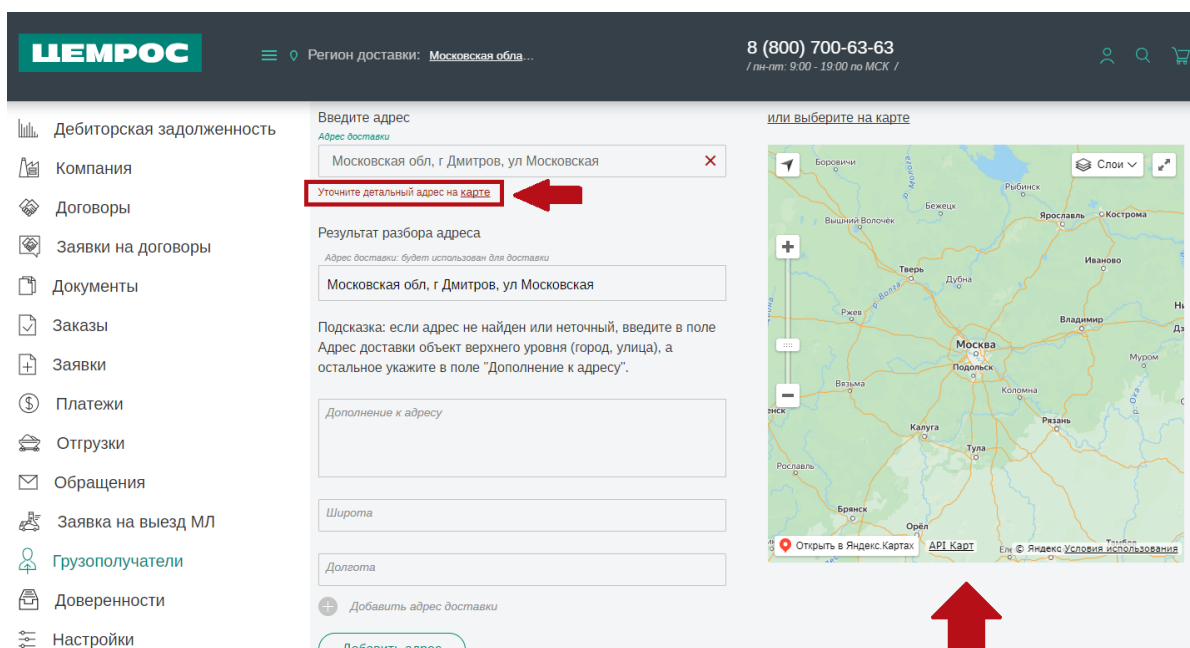 ЦЕМРОС
Регион доставки: Московская обла...
8 (800) 700-63-63
/ пн-пт: 9:00 - 19:00 по МСК /
Дебиторская задолженность
Компания
Договоры
Заявки на договоры
Документы
Заказы
Заявки
Платежи
Отгрузки
Обращения
Заявка на выезд МЛ
Грузополучатели
Доверенности
Настройки
Введите адрес
Адрес доставки
Московская обл, г Дмитров, ул Московская
Уточните детальный адрес на карте
Результат разбора адреса
Адрес доставки: будет использован для доставки
Московская обл, г Дмитров, ул Московская
Подсказка: если адрес не найден или неточный, введите в поле
Адрес доставки объект верхнего уровня (город, улица), а
остальное укажите в поле "Дополнение к адресу".
Дополнение к адресу
Широта
Долгота
Добавить адрес доставки
Добавить адрес
или выберите на карте
Слои
Боровичи
р. Молога
Рыбинск
Бежецк
Вышний Волочёк
Ярославль
Кострома
Иваново
Тверь
Дубна
р. Волга
Ржев
Владимир
Москва
Подольск
Муром
Вязьма
Коломна
р. Ока
Калуга
Рязань
Тула
Рославль
Брянск
Орёл
Тамбов
Открыть в Яндекс.Картах
API Карт
© Яндекс Условия использования